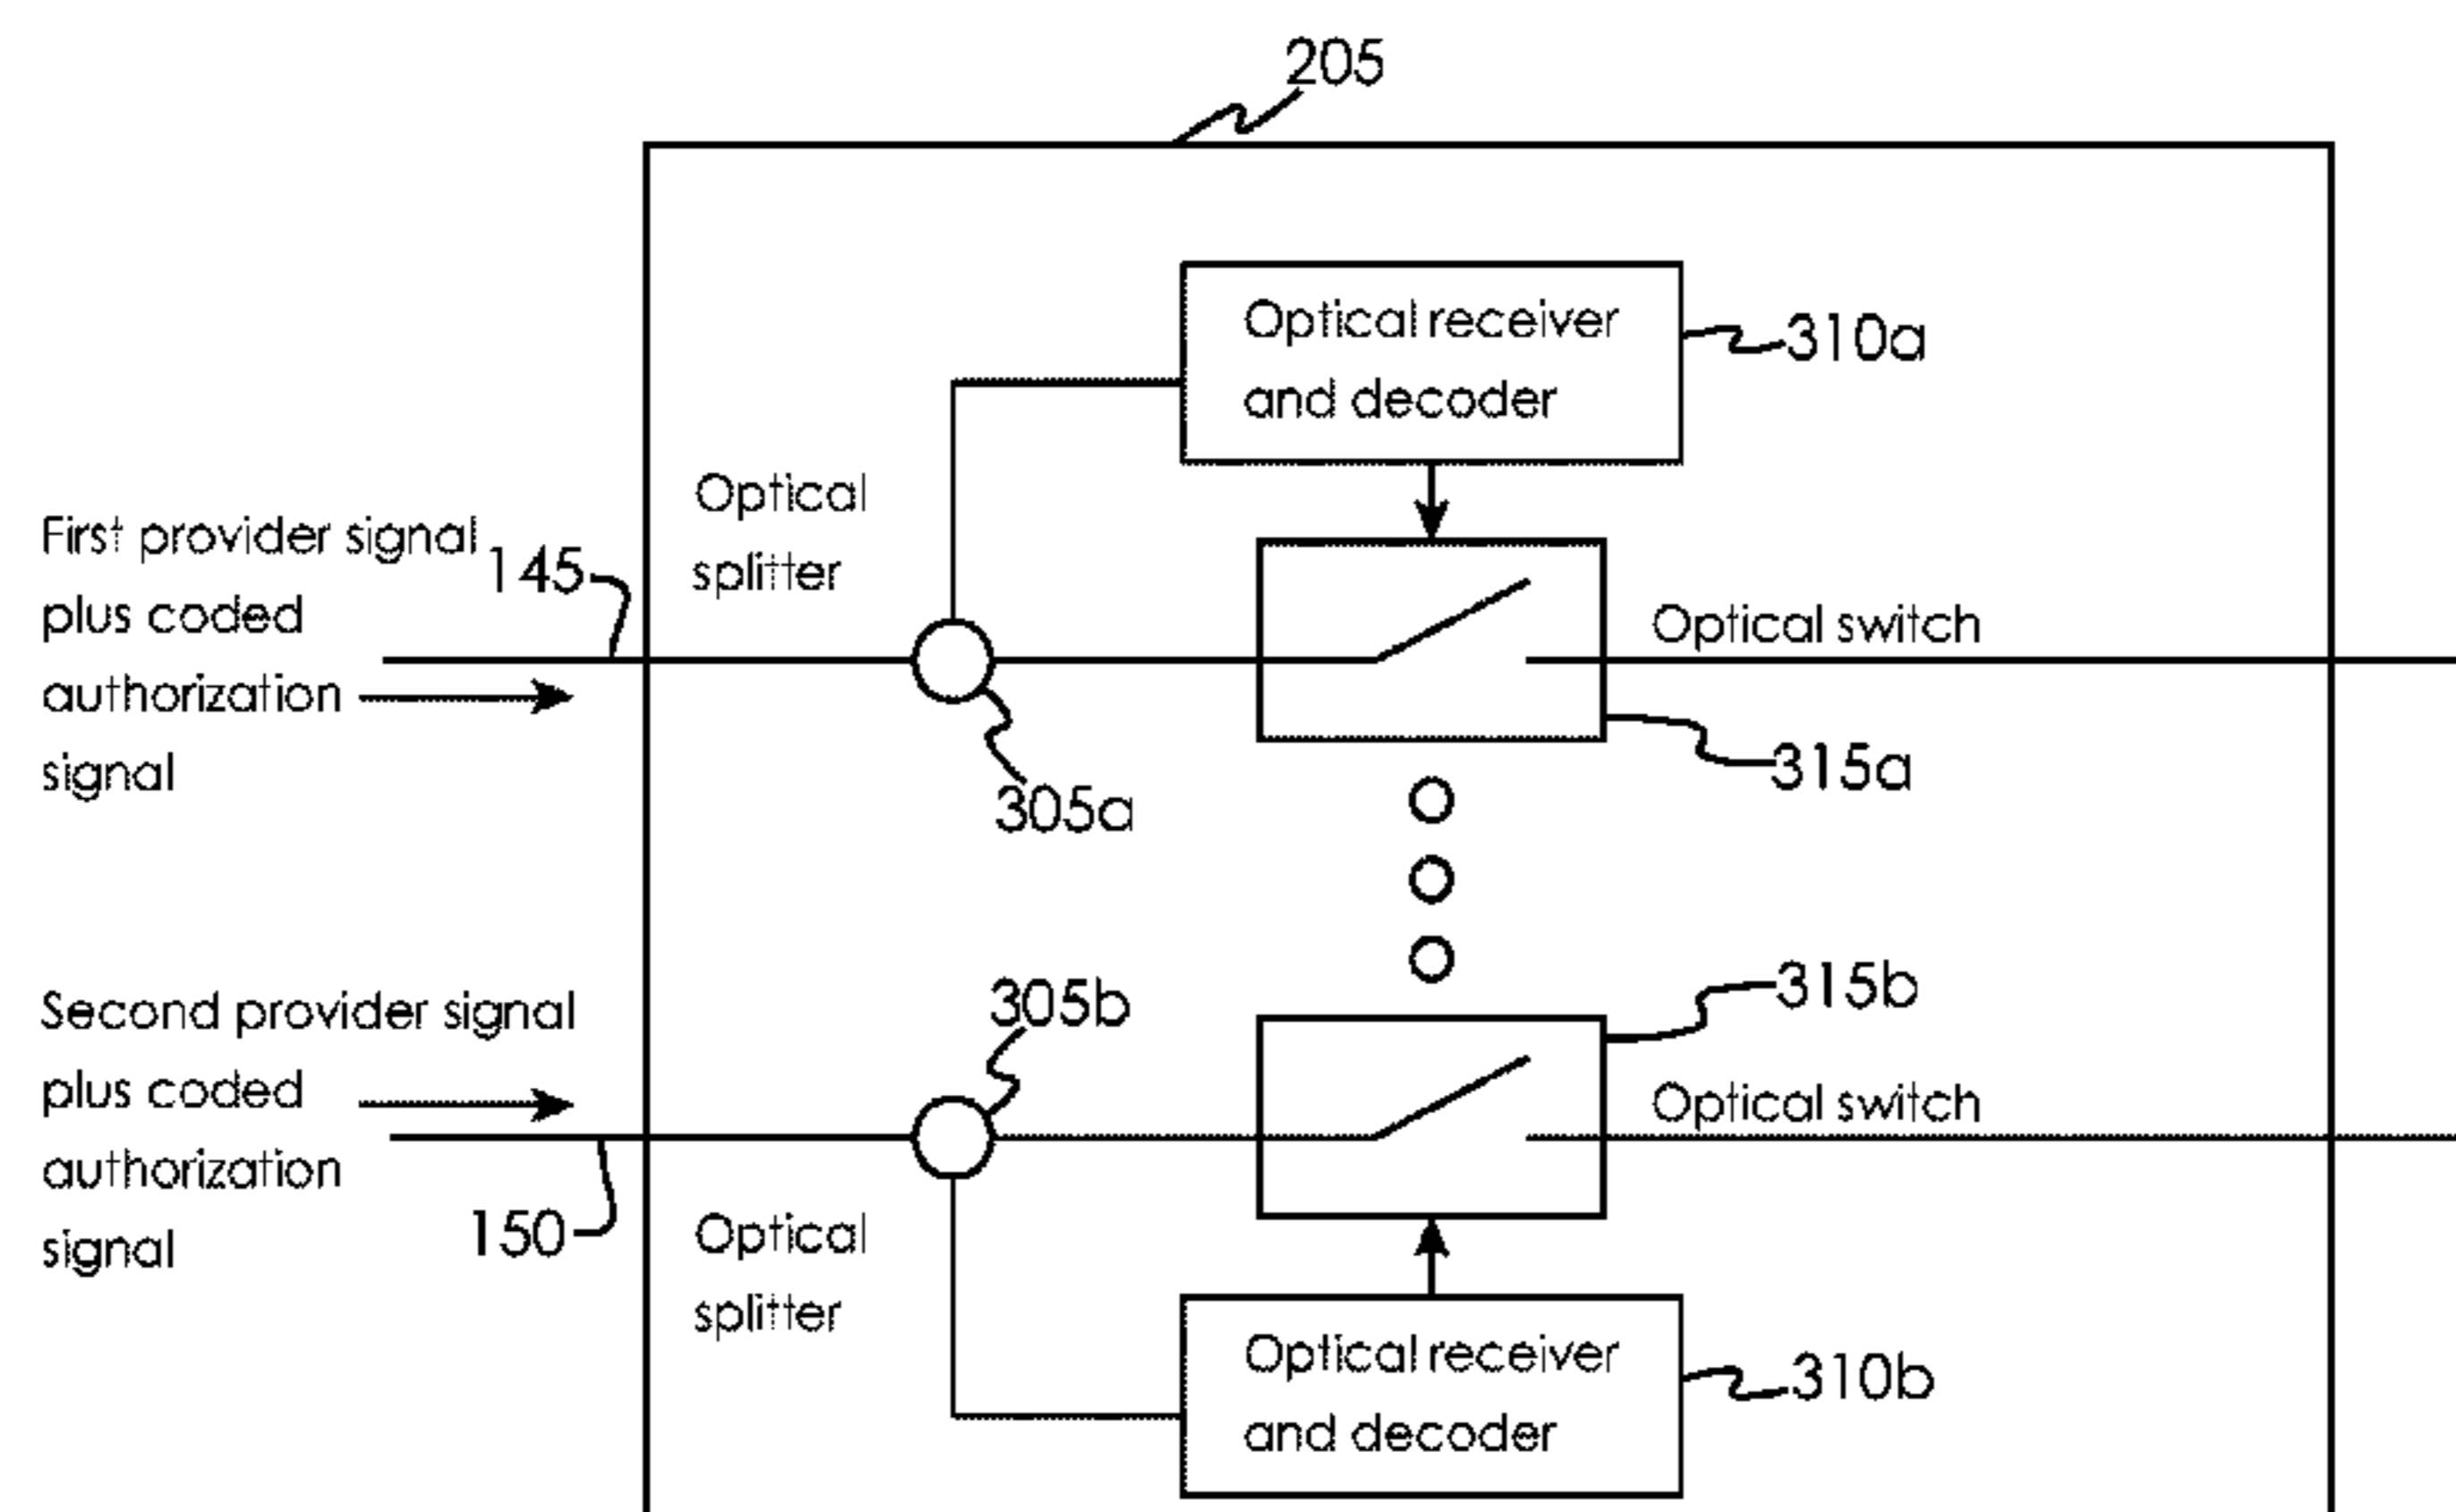 205
Optical receiver
and decoder
310a
Optical
splitter
First provider signal
plus coded
authorization
signal
145
Optical switch
315a
305a
305b
315b
Second provider signal
plus coded
authorization
signal
150
Optical switch
Optical
splitter
Optical receiver
and decoder
310b